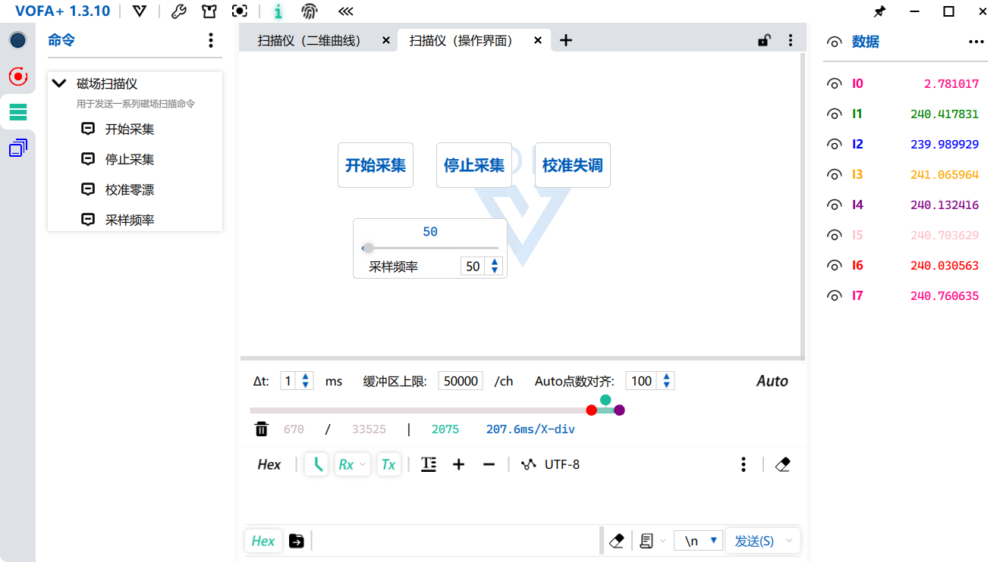 VOFA+ 1.3.10
命令
磁场扫描仪
用于发送一系列磁场扫描命令
开始采集
停止采集
校准零漂
采样频率
扫描仪（二维曲线）
扫描仪（操作界面）
开始采集 停止采集 校准失调
50
采样频率 50
Δt: 1 ms 缓冲区上限: 50000 /ch Auto点数对齐: 100 Auto
670 / 33525 | 2075 207.6ms/X-div
Hex Rx Tx UTF-8
Hex \n 发送(S)
数据
I0 2.781017
I1 240.417831
I2 239.989929
I3 241.065964
I4 240.132416
I5 240.703629
I6 240.030563
I7 240.760635